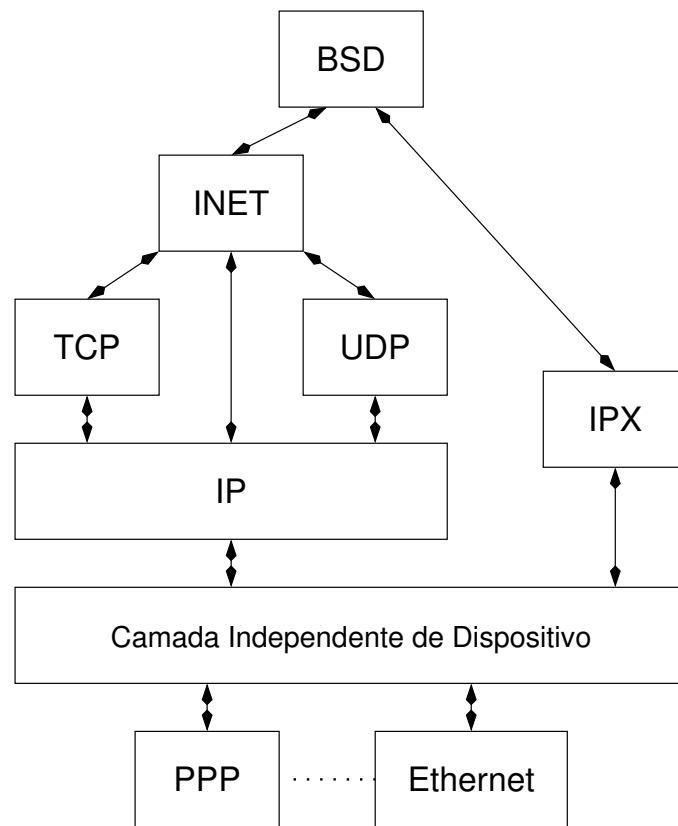 BSD
INET
TCP
UDP
IPX
IP
Camada Independente de Dispositivo
PPP
Ethernet